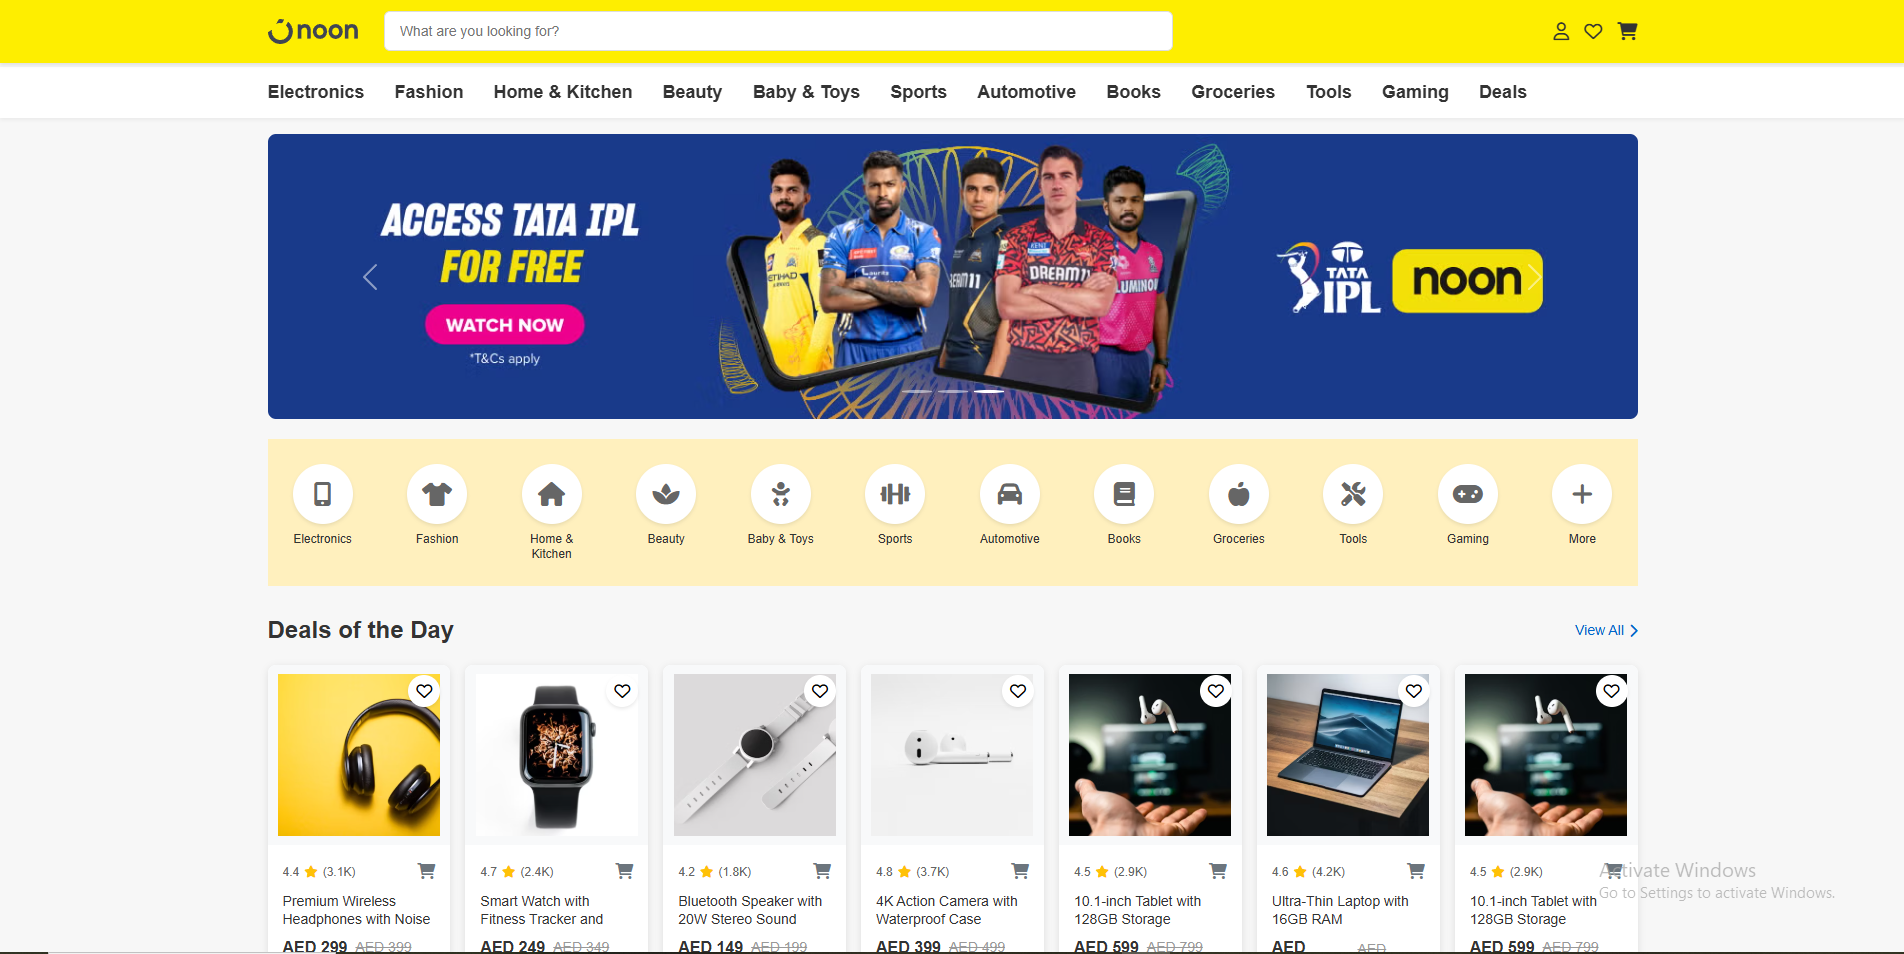 noon
What are you looking for?
Electronics Fashion Home & Kitchen Beauty Baby & Toys Sports Automotive Books Groceries Tools Gaming Deals
ACCESS TATA IPL
FOR FREE
WATCH NOW
*T&Cs apply
ETIHAD
KENT
DREAM11
TATA
IPL
noon
Electronics Fashion Home & Kitchen Beauty Baby & Toys Sports Automotive Books Groceries Tools Gaming More
Deals of the Day
View All
4.4 (3.1K)
Premium Wireless
Headphones with Noise
AED 299 AED 399
4.7 (2.4K)
Smart Watch with
Fitness Tracker and
AED 249 AED 349
4.2 (1.8K)
Bluetooth Speaker with
20W Stereo Sound
AED 149 AED 199
4.8 (3.7K)
4K Action Camera with
Waterproof Case
AED 399 AED 499
4.5 (2.9K)
10.1-inch Tablet with
128GB Storage
AED 599 AED 799
4.6 (4.2K)
Ultra-Thin Laptop with
16GB RAM
AED AED
4.5 (2.9K)
10.1-inch Tablet with
128GB Storage
AED 599 AED 799
Activate Windows
Go to Settings to activate Windows.